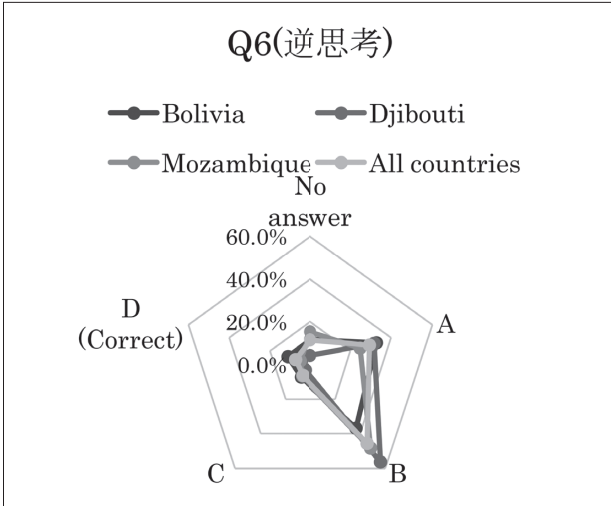 Q6(逆思考)
Bolivia
Djibouti
Mozambique
All countries
No
answer
60.0%
40.0%
20.0%
0.0%
A
B
C
D
(Correct)